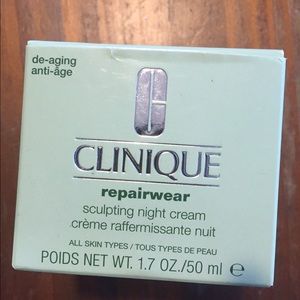 de-aging
anti-âge
CLINIQUE
repairwear
sculpting night cream
crème raffermissante nuit
ALL SKIN TYPES / TOUS TYPES DE PEAU
POIDS NET WT. 1.7 OZ./50 ml ℮